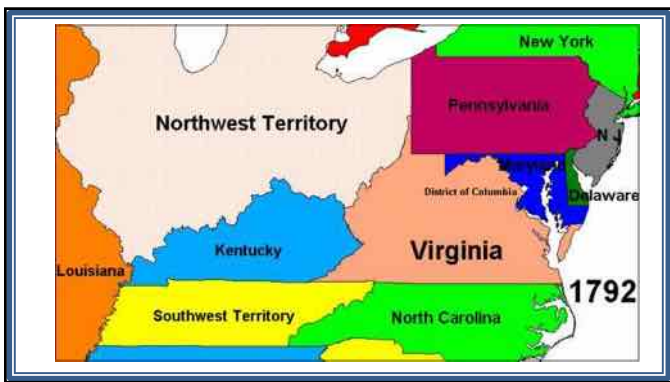 New York
Pennsylvania
Northwest Territory
N J
Maryland
District of Columbia
Delaware
Kentucky
Virginia
Louisiana
1792
Southwest Territory
North Carolina